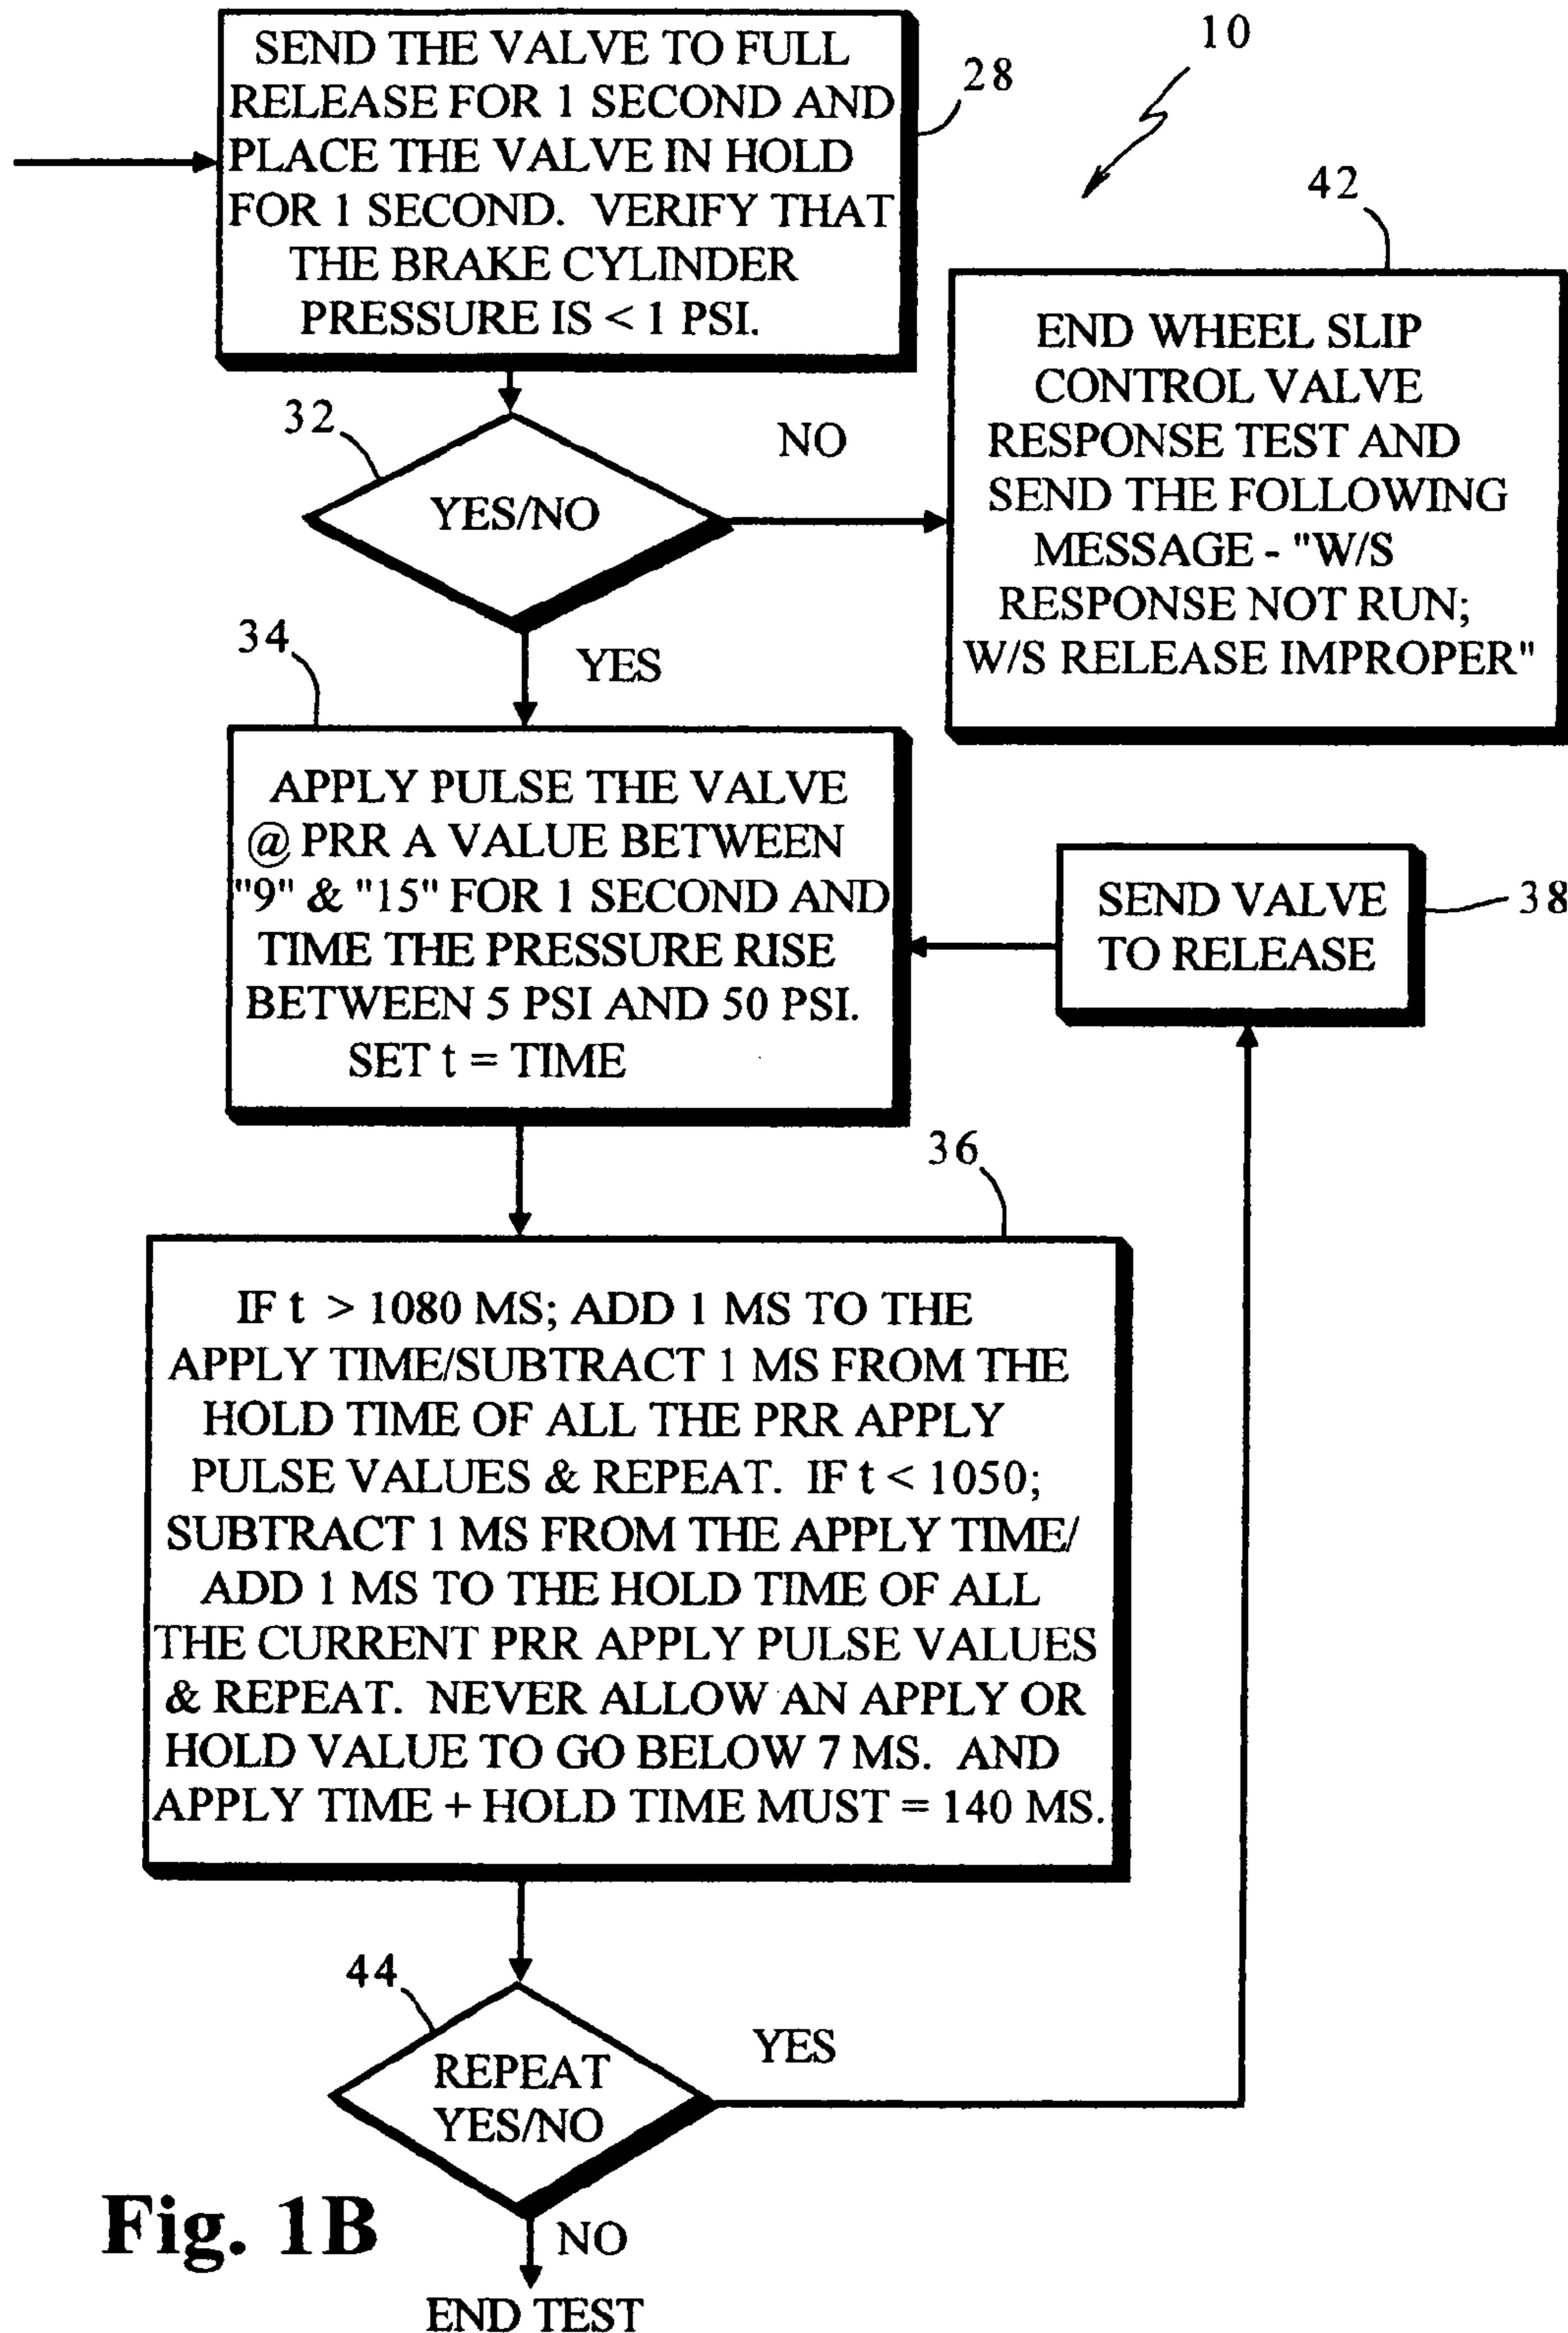 SEND THE VALVE TO FULL
RELEASE FOR 1 SECOND AND
PLACE THE VALVE IN HOLD
FOR 1 SECOND. VERIFY THAT
THE BRAKE CYLINDER
PRESSURE IS < 1 PSI.
28
10
32
YES/NO
NO
42
END WHEEL SLIP
CONTROL VALVE
RESPONSE TEST AND
SEND THE FOLLOWING
MESSAGE - "W/S
RESPONSE NOT RUN;
W/S RELEASE IMPROPER"
YES
34
APPLY PULSE THE VALVE
@ PRR A VALUE BETWEEN
"9" & "15" FOR 1 SECOND AND
TIME THE PRESSURE RISE
BETWEEN 5 PSI AND 50 PSI.
SET t = TIME
SEND VALVE
TO RELEASE
38
36
IF t > 1080 MS; ADD 1 MS TO THE
APPLY TIME/SUBTRACT 1 MS FROM THE
HOLD TIME OF ALL THE PRR APPLY
PULSE VALUES & REPEAT. IF t < 1050;
SUBTRACT 1 MS FROM THE APPLY TIME/
ADD 1 MS TO THE HOLD TIME OF ALL
THE CURRENT PRR APPLY PULSE VALUES
& REPEAT. NEVER ALLOW AN APPLY OR
HOLD VALUE TO GO BELOW 7 MS. AND
APPLY TIME + HOLD TIME MUST = 140 MS.
44
REPEAT
YES/NO
YES
NO
END TEST
Fig. 1B